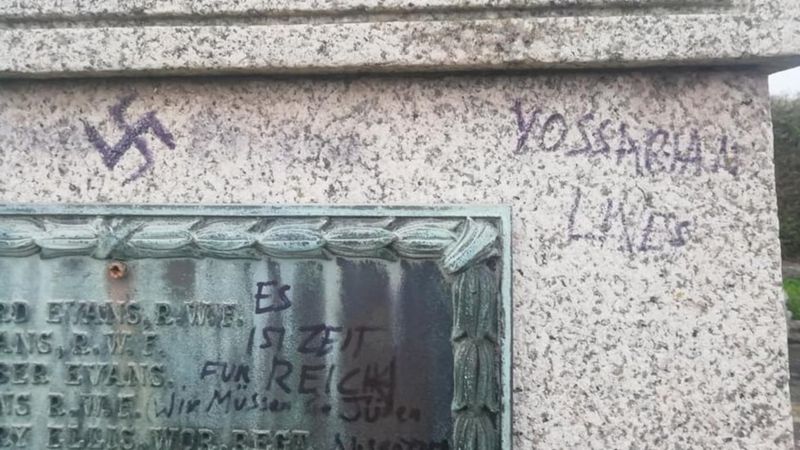 YOSSARIAN
LIVES
ES
RD EVANS, R.W.F.
IST ZEIT
ANS, R.W.F.
FUR REICH
BER EVANS.
NS R.W.F.
(Wir Müssen Juden
RY ELLIS, WOR. REGT.